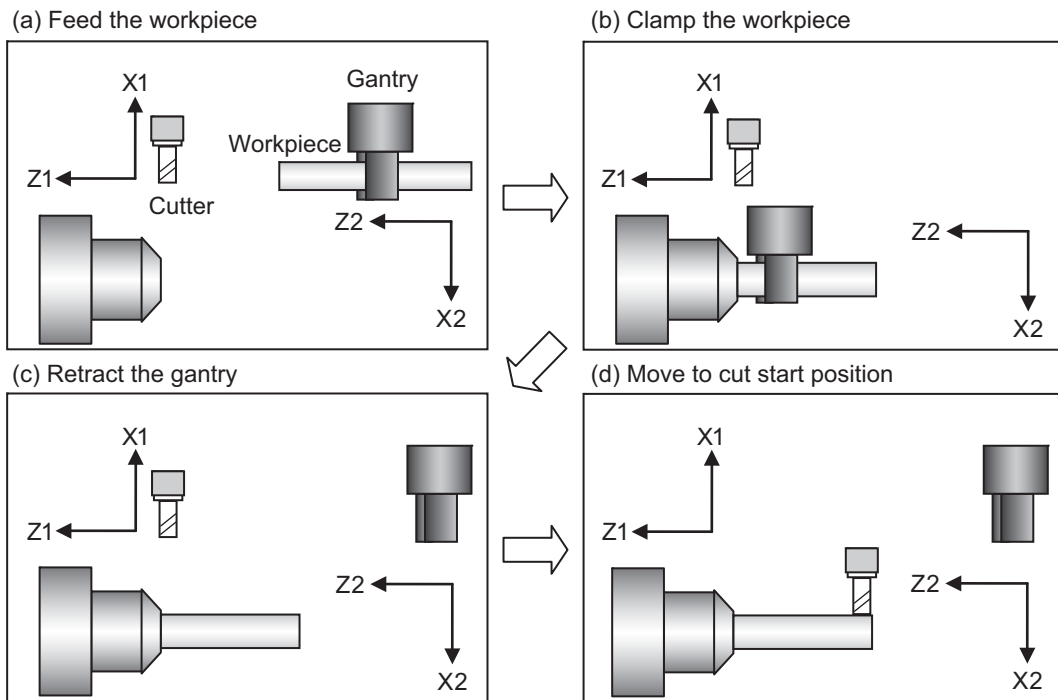 (a) Feed the workpiece
X1
Gantry
Workpiece
Z1
Cutter
Z2
X2
(b) Clamp the workpiece
X1
Z1
Z2
X2
(c) Retract the gantry
X1
Z1
Z2
X2
(d) Move to cut start position
X1
Z1
Z2
X2